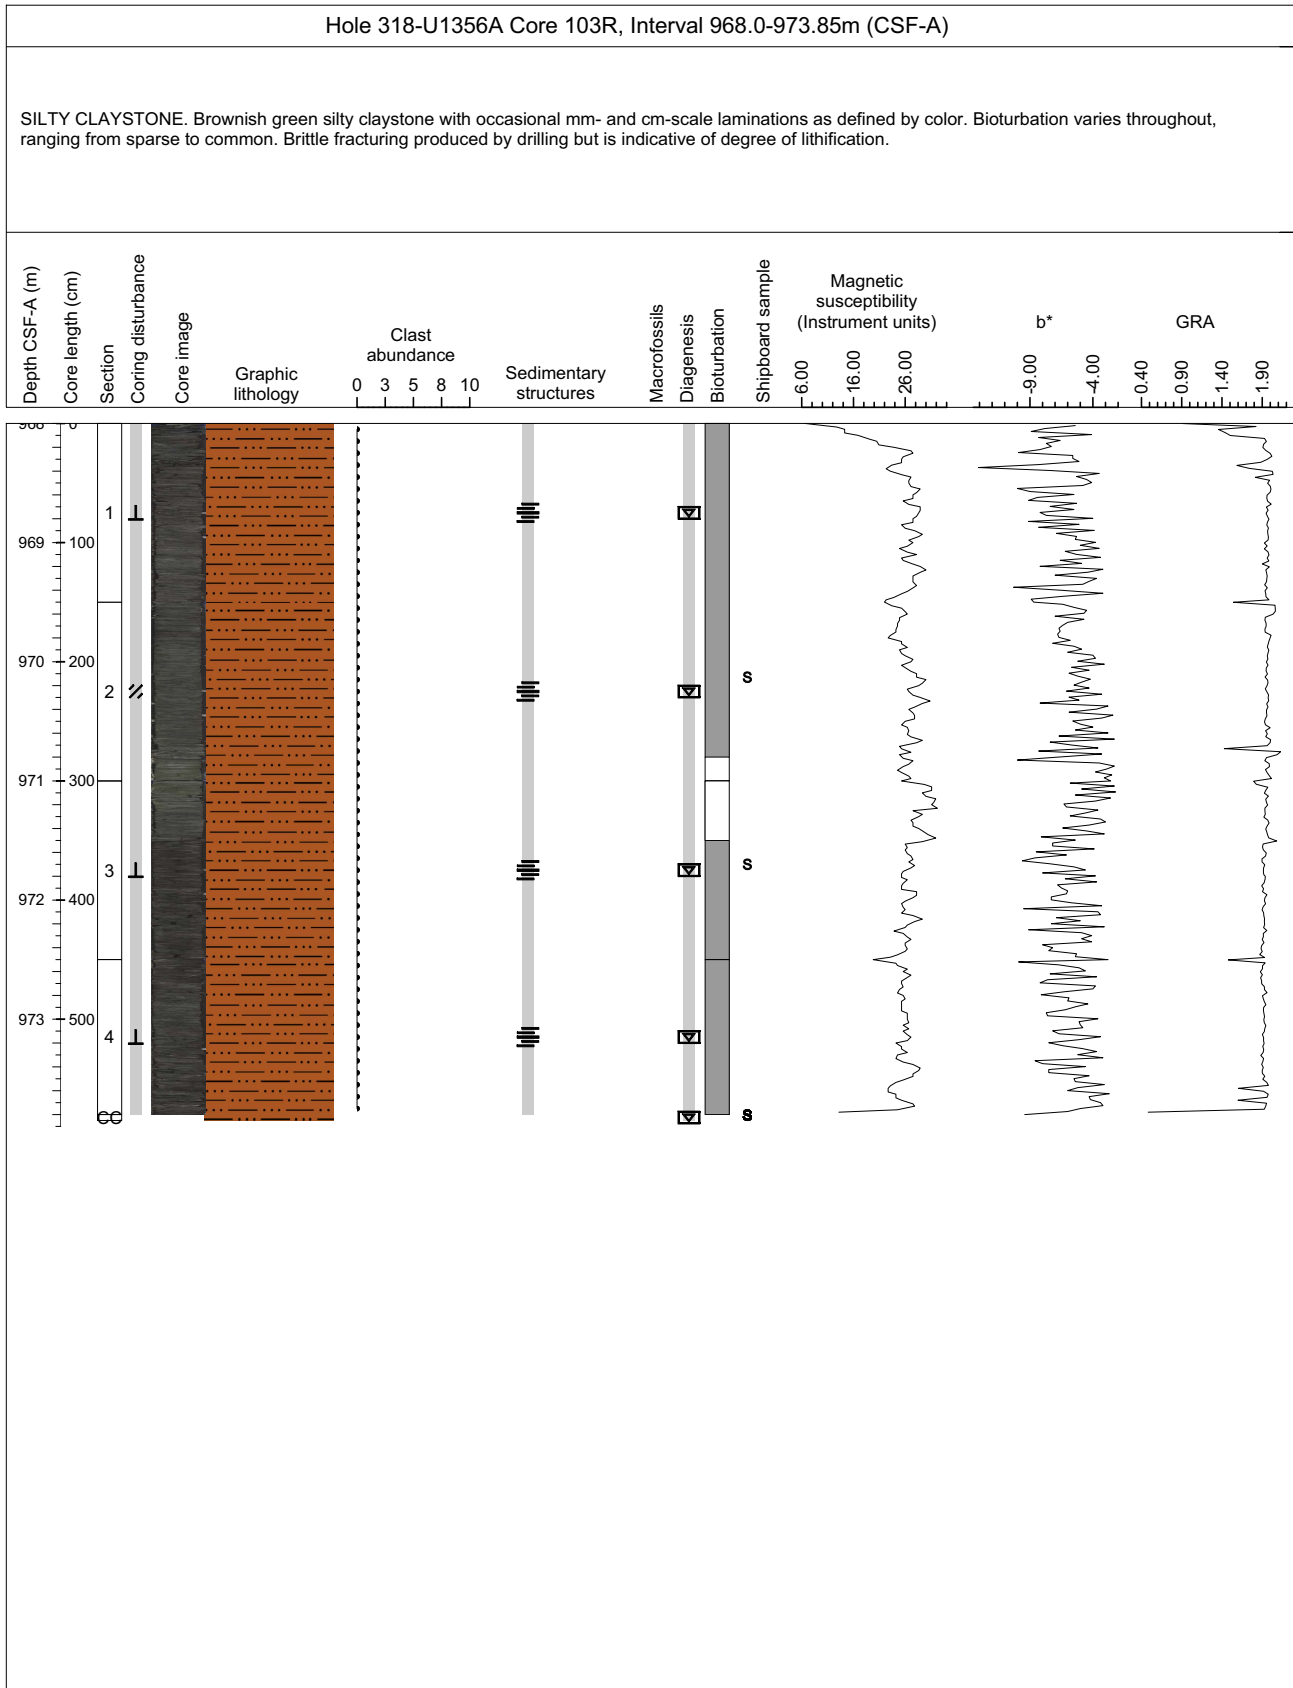 Hole 318-U1356A Core 103R, Interval 968.0-973.85m (CSF-A)
SILTY CLAYSTONE. Brownish green silty claystone with occasional mm- and cm-scale laminations as defined by color. Bioturbation varies throughout,
ranging from sparse to common. Brittle fracturing produced by drilling but is indicative of degree of lithification.
Depth CSF-A (m)
Core length (cm)
Section
Coring disturbance
Core image
Graphic
lithology
Clast
abundance
0 3 5 8 10
Sedimentary
structures
Macrofossils
Diagenesis
Bioturbation
Shipboard sample
Magnetic
susceptibility
(Instrument units)
6.00 16.00 26.00
b*
-9.00 -4.00
GRA
0.40 0.90 1.40 1.90
968 0
1
969 100
970 200
2
S
971 300
3
S
972 400
973 500
4
CC
S